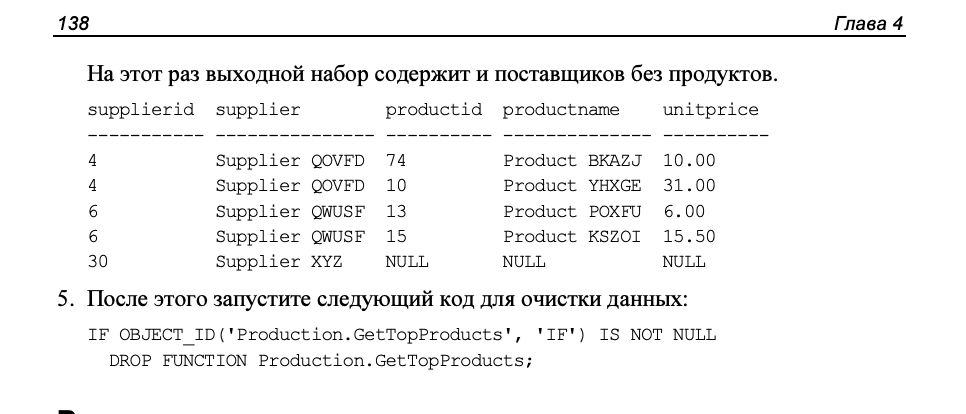 138 Глава 4
На этот раз выходной набор содержит и поставщиков без продуктов.
supplierid supplier productid productname unitprice
----------- --------------- ---------- -------------- ----------
4 Supplier QOVFD 74 Product BKAZJ 10.00
4 Supplier QOVFD 10 Product YHXGE 31.00
6 Supplier QWUSF 13 Product POXFU 6.00
6 Supplier QWUSF 15 Product KSZOI 15.50
30 Supplier XYZ NULL NULL NULL
5. После этого запустите следующий код для очистки данных:
IF OBJECT_ID('Production.GetTopProducts', 'IF') IS NOT NULL
DROP FUNCTION Production.GetTopProducts;